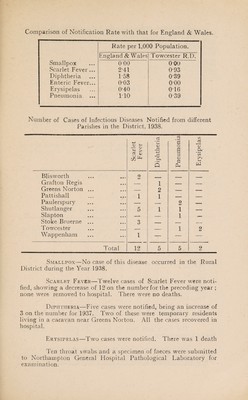 Comparison of Notification Rate with that for England & Wales.
Rate per 1,000 Population.
England & Wales Towcester R.D.
Smallpox ... 0·00 0·00
Scarlet Fever... 2·41 0·95
Diphtheria ... 1·58 0·39
Enteric Fever... 0·03 0·00
Erysipelas ... 0·40 0·16
Pneumonia ... 1·10 0·39
Number of Cases of Infectious Diseases Notified from different
Parishes in the District, 1938.
Scarlet Fever Diphtheria Pneumonia Erysipelas
Blisworth ... ... 2 — — —
Grafton Regis ... — 1 — —
Greens Norton ... ... — 2 — —
Pattishall ... ... 1 1 — —
Paulerspury ... ... — — 2 —
Shutlanger ... ... 5 1 1 —
Slapton ... ... — — 1 —
Stoke Bruerne ... ... 3 — — —
Towcester ... ... — — 1 2
Wappenham ... ... 1 — — —
Total 12 5 5 2
Smallpox—No case of this disease occurred in the Rural
District during the Year 1938.
Scarlet Fever—Twelve cases of Scarlet Fever were noti-
fied, showing a decrease of 12 on the number for the preceding year;
none were removed to hospital. There were no deaths.
Diphtheria—Five cases were notified, being an increase of
3 on the number for 1937. Two of these were temporary residents
living in a caravan near Greens Norton. All the cases recovered in
hospital.
Erysipelas—Two cases were notified. There was 1 death
Ten throat swabs and a specimen of faeces were submitted
to Northampton General Hospital Pathological Laboratory for
examination.